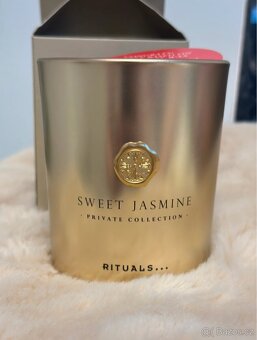 SWEET JASMINE
· PRIVATE COLLECTION ·
RITUALS...